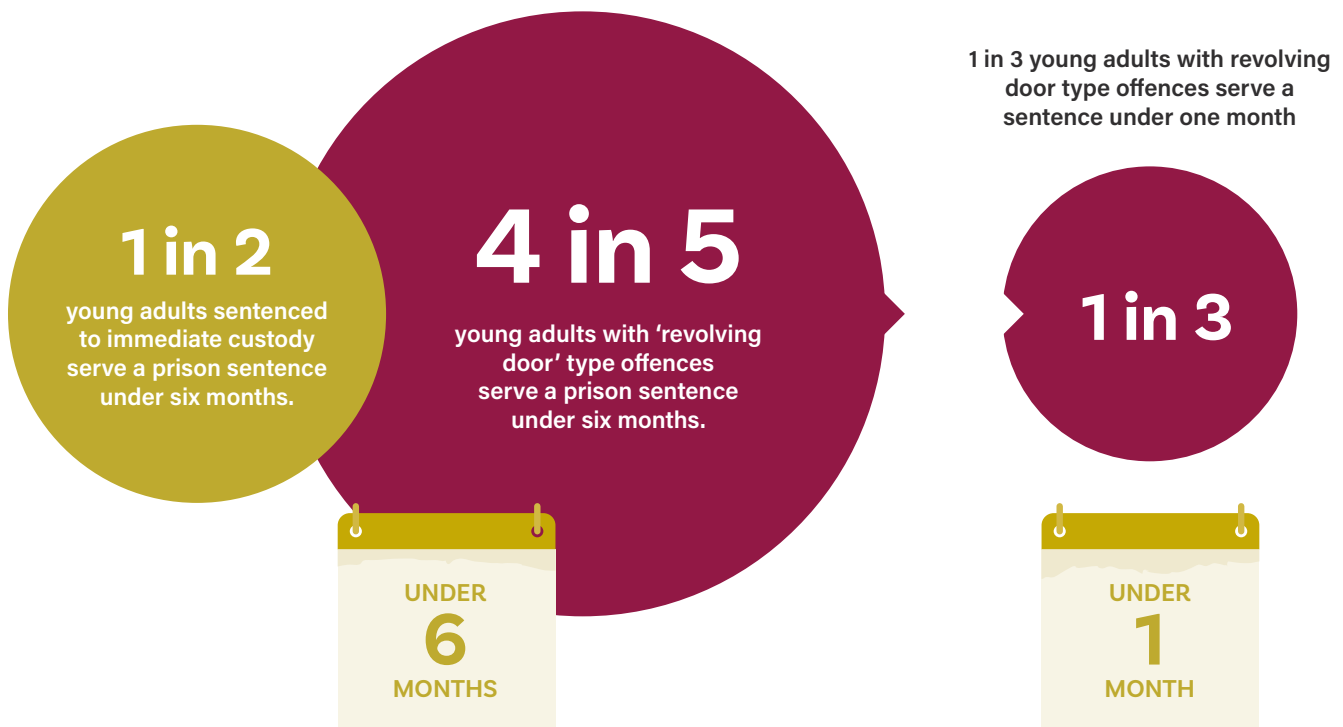 1 in 2
young adults sentenced
to immediate custody
serve a prison sentence
under six months.
4 in 5
young adults with ‘revolving
door’ type offences
serve a prison sentence
under six months.
1 in 3 young adults with revolving
door type offences serve a
sentence under one month
1 in 3
UNDER
6
MONTHS
UNDER
1
MONTH